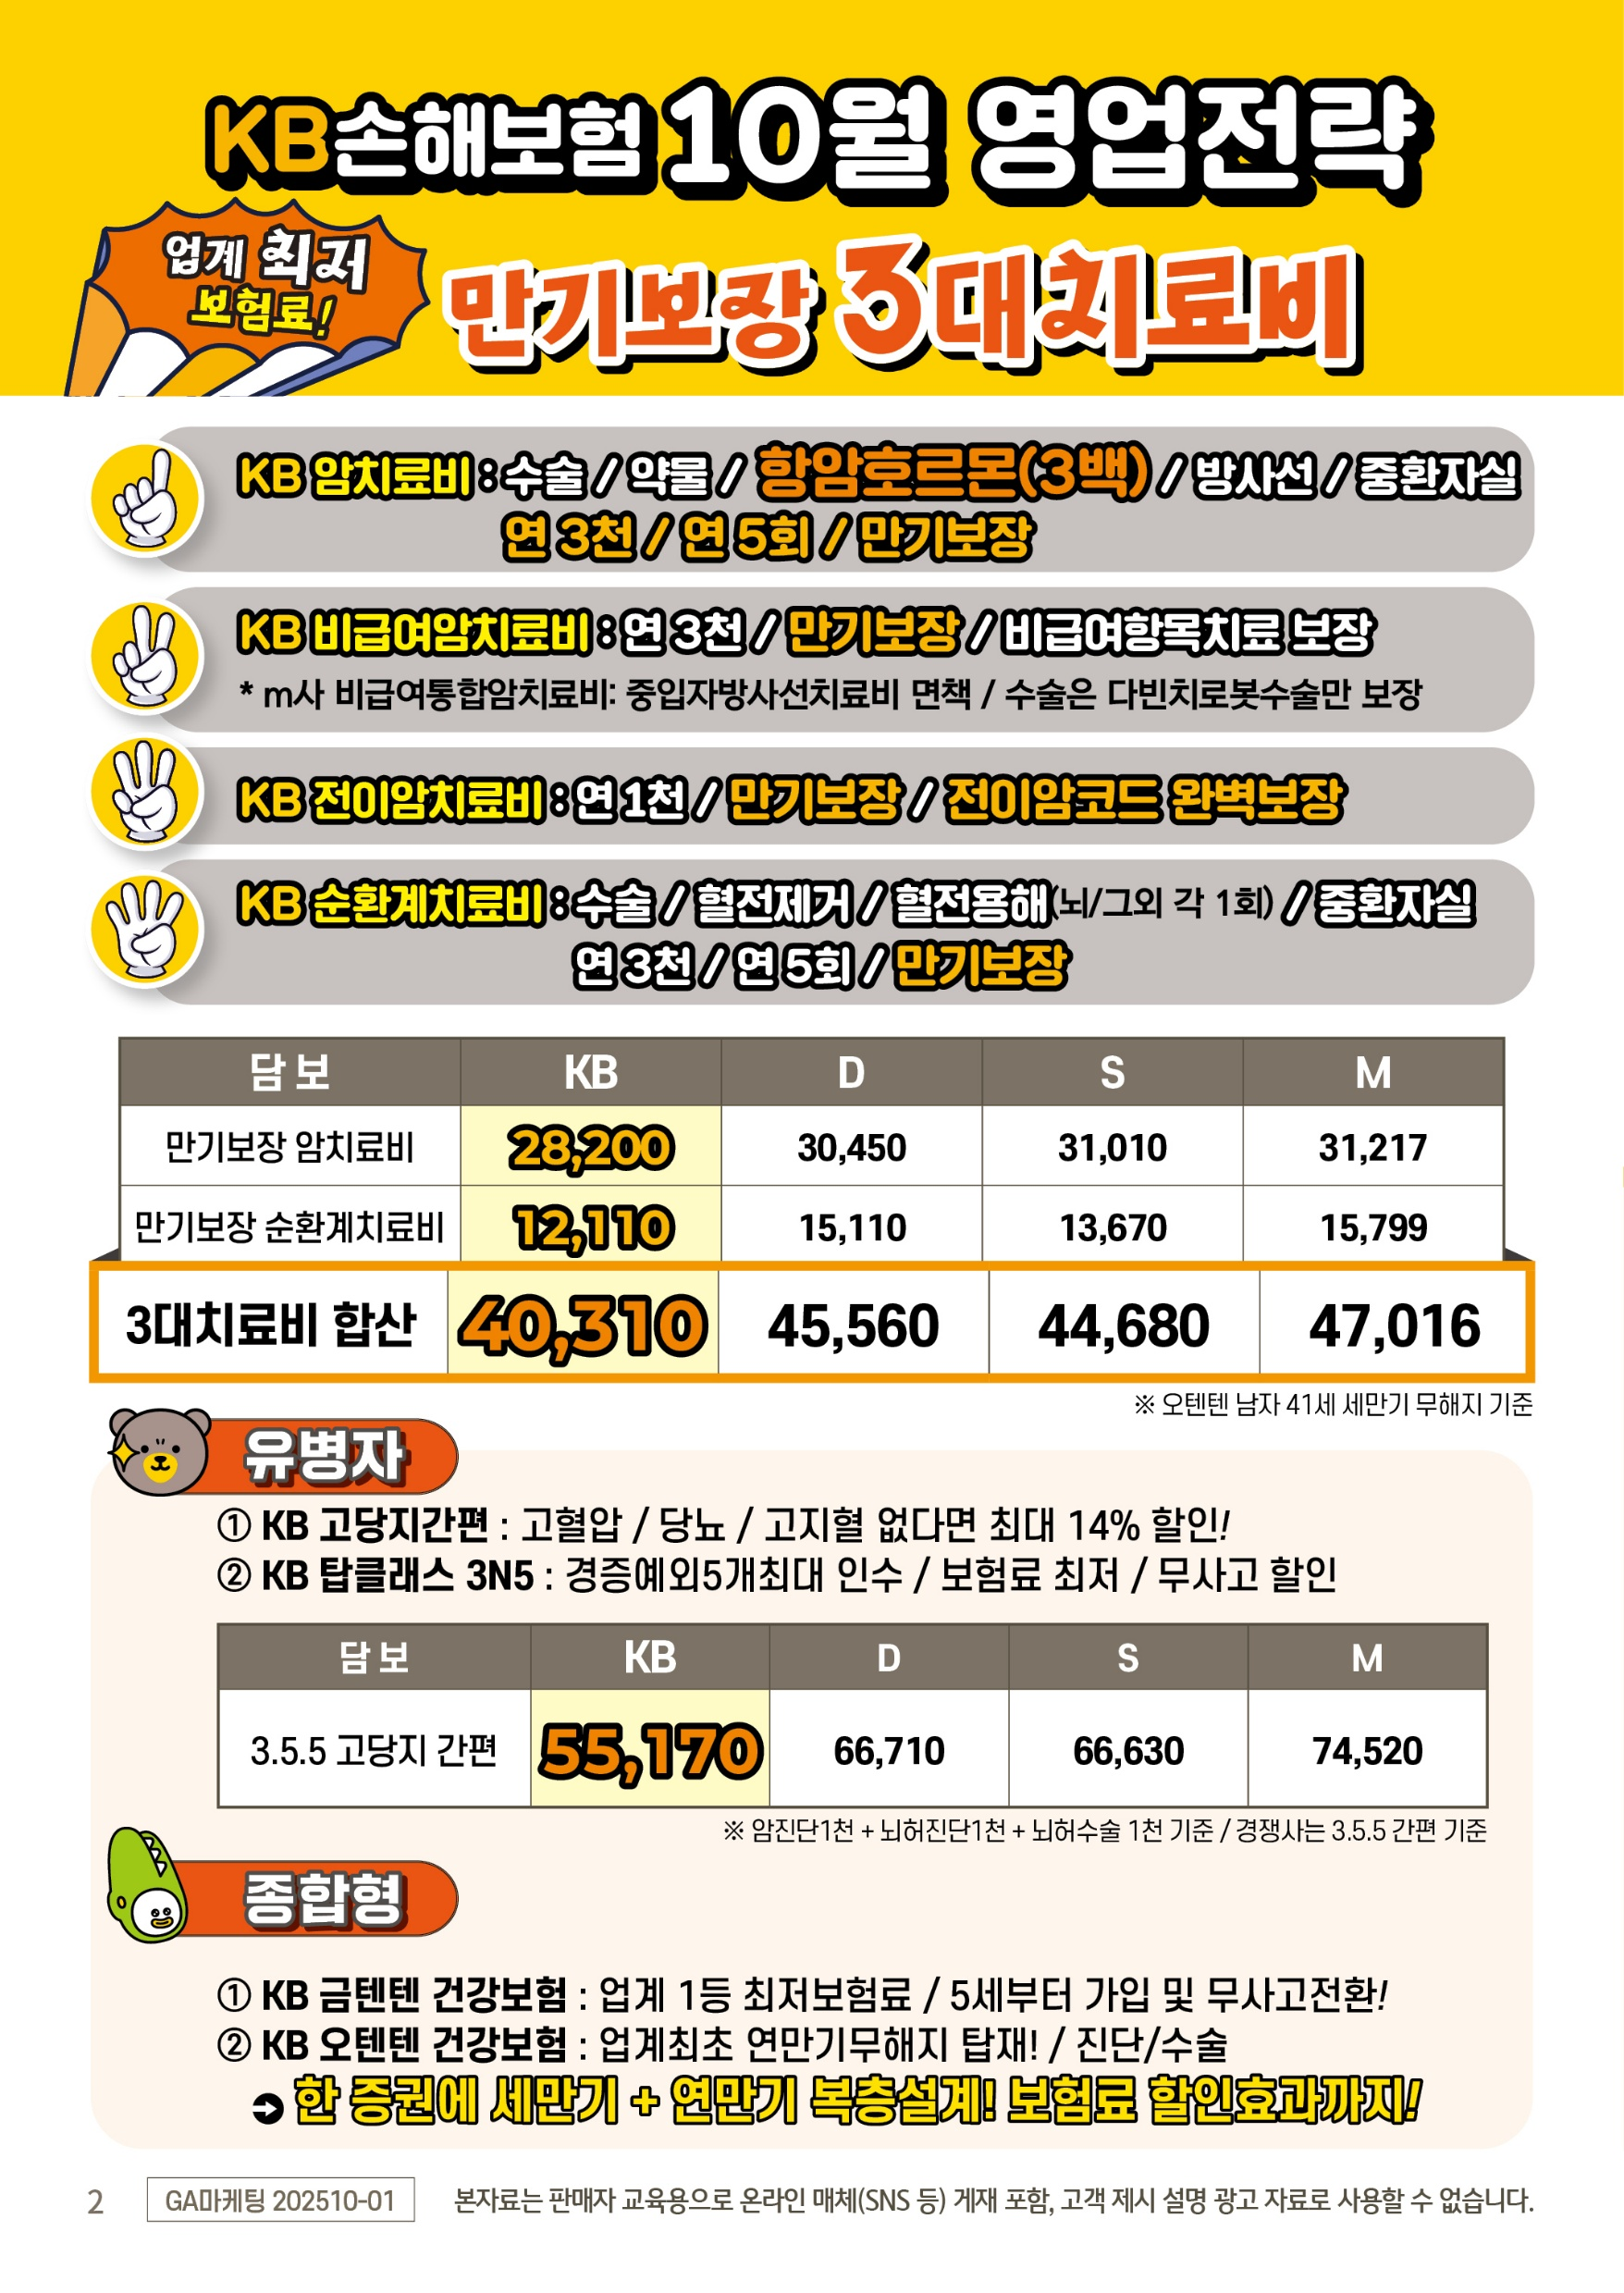 KB손해보험 10월 영업전략
업계 최저
보험료!
만기보장 3대치료비
KB 암치료비 : 수술 / 약물 / 항암호르몬(3백) / 방사선 / 중환자실
연 3천 / 연 5회 / 만기보장
KB 비급여암치료비 : 연 3천 / 만기보장 / 비급여항목치료 보장
* m사 비급여통합암치료비: 중입자방사선치료비 면책 / 수술은 다빈치로봇수술만 보장
KB 전이암치료비 : 연 1천 / 만기보장 / 전이암코드 완벽보장
KB 순환계치료비 : 수술 / 혈전제거 / 혈전용해(뇌/그외 각 1회) / 중환자실
연 3천 / 연 5회 / 만기보장
담 보 KB D S M
만기보장 암치료비 28,200 30,450 31,010 31,217
만기보장 순환계치료비 12,110 15,110 13,670 15,799
3대치료비 합산 40,310 45,560 44,680 47,016
※ 오텐텐 남자 41세 세만기 무해지 기준
유병자
① KB 고당지간편 : 고혈압 / 당뇨 / 고지혈 없다면 최대 14% 할인!
② KB 탑클래스 3N5 : 경증예외5개최대 인수 / 보험료 최저 / 무사고 할인
담 보 KB D S M
3.5.5 고당지 간편 55,170 66,710 66,630 74,520
※ 암진단1천 + 뇌허진단1천 + 뇌허수술 1천 기준 / 경쟁사는 3.5.5 간편 기준
종합형
① KB 금텐텐 건강보험 : 업계 1등 최저보험료 / 5세부터 가입 및 무사고전환!
② KB 오텐텐 건강보험 : 업계최초 연만기무해지 탑재! / 진단/수술
➲ 한 증권에 세만기 + 연만기 복층설계! 보험료 할인효과까지!
2 GA마케팅 202510-01 본자료는 판매자 교육용으로 온라인 매체(SNS 등) 게재 포함, 고객 제시 설명 광고 자료로 사용할 수 없습니다.